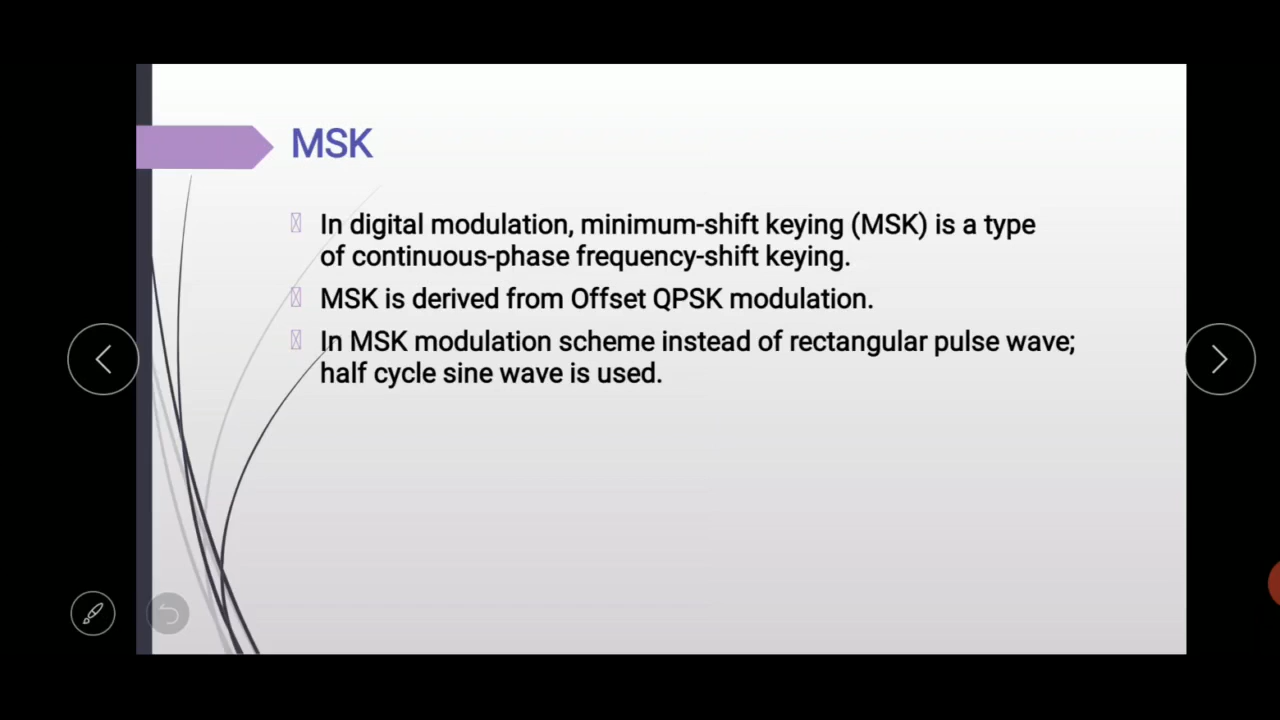 MSK
In digital modulation, minimum-shift keying (MSK) is a type
of continuous-phase frequency-shift keying.
MSK is derived from Offset QPSK modulation.
In MSK modulation scheme instead of rectangular pulse wave;
half cycle sine wave is used.